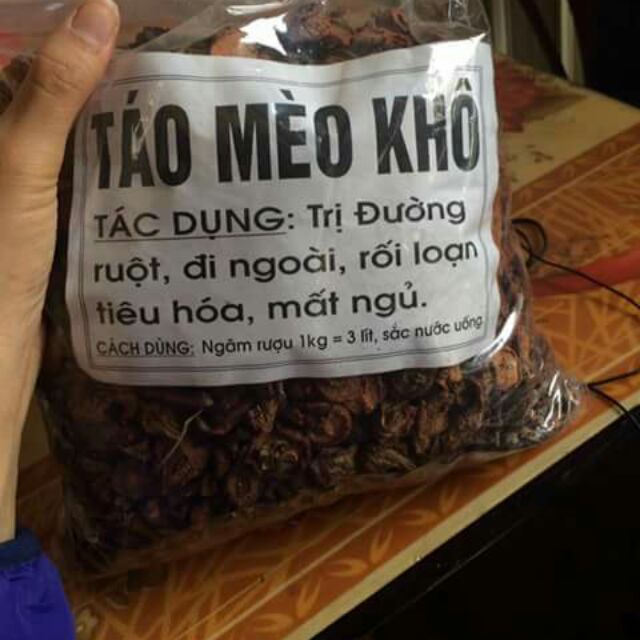 TÁO MÈO KHÔ
TÁC DỤNG: Trị Đường
ruột, đi ngoài, rối loạn
tiêu hóa, mất ngủ.
CÁCH DÙNG: Ngâm rượu 1kg = 3 lít, sắc nước uống